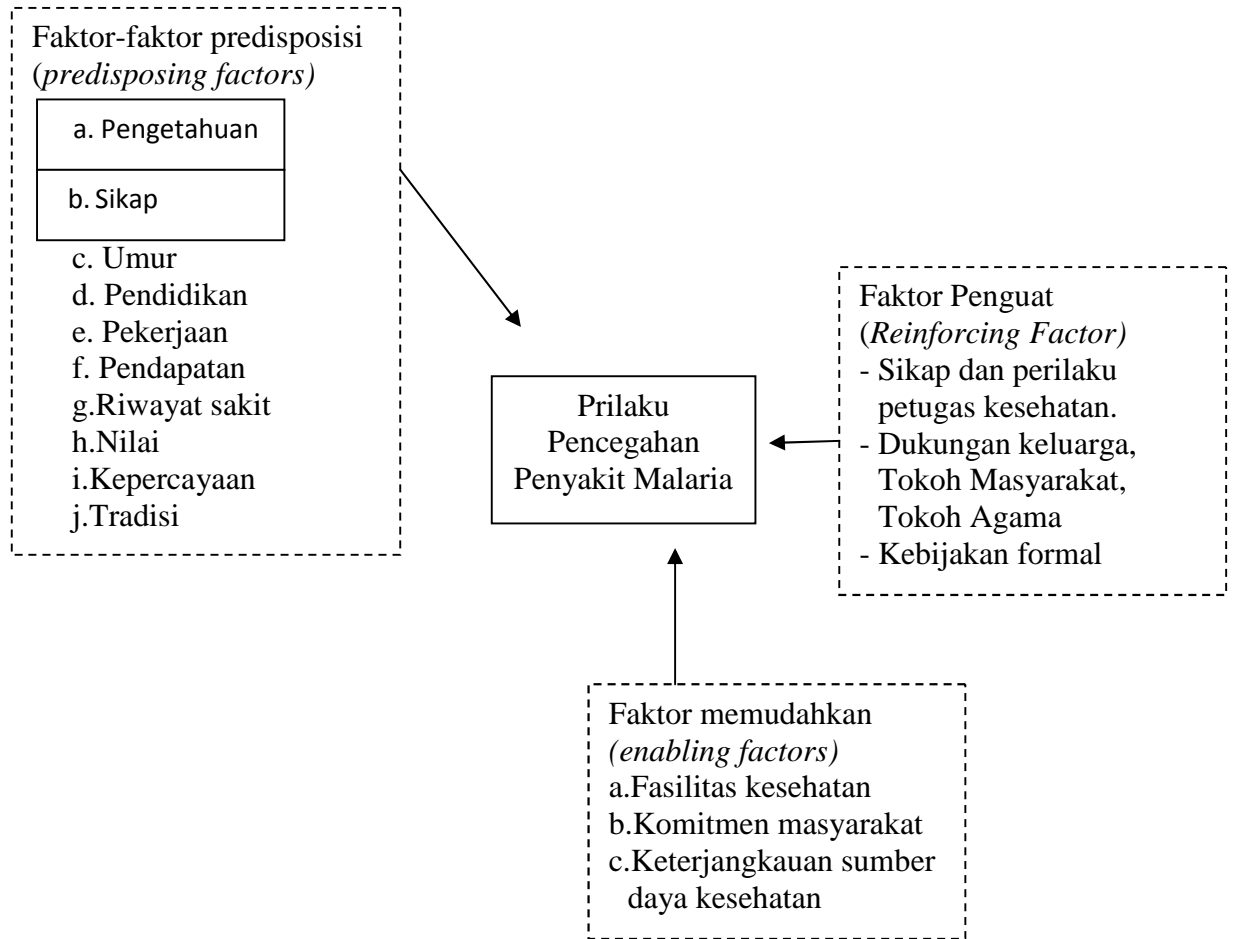 Faktor-faktor predisposisi
(predisposing factors)
a. Pengetahuan
b. Sikap
c. Umur
d. Pendidikan
e. Pekerjaan
f. Pendapatan
g.Riwayat sakit
h.Nilai
i.Kepercayaan
j.Tradisi
Prilaku
Pencegahan
Penyakit Malaria
Faktor Penguat
(Reinforcing Factor)
- Sikap dan perilaku
petugas kesehatan.
- Dukungan keluarga,
Tokoh Masyarakat,
Tokoh Agama
- Kebijakan formal
Faktor memudahkan
(enabling factors)
a.Fasilitas kesehatan
b.Komitmen masyarakat
c.Keterjangkauan sumber
daya kesehatan